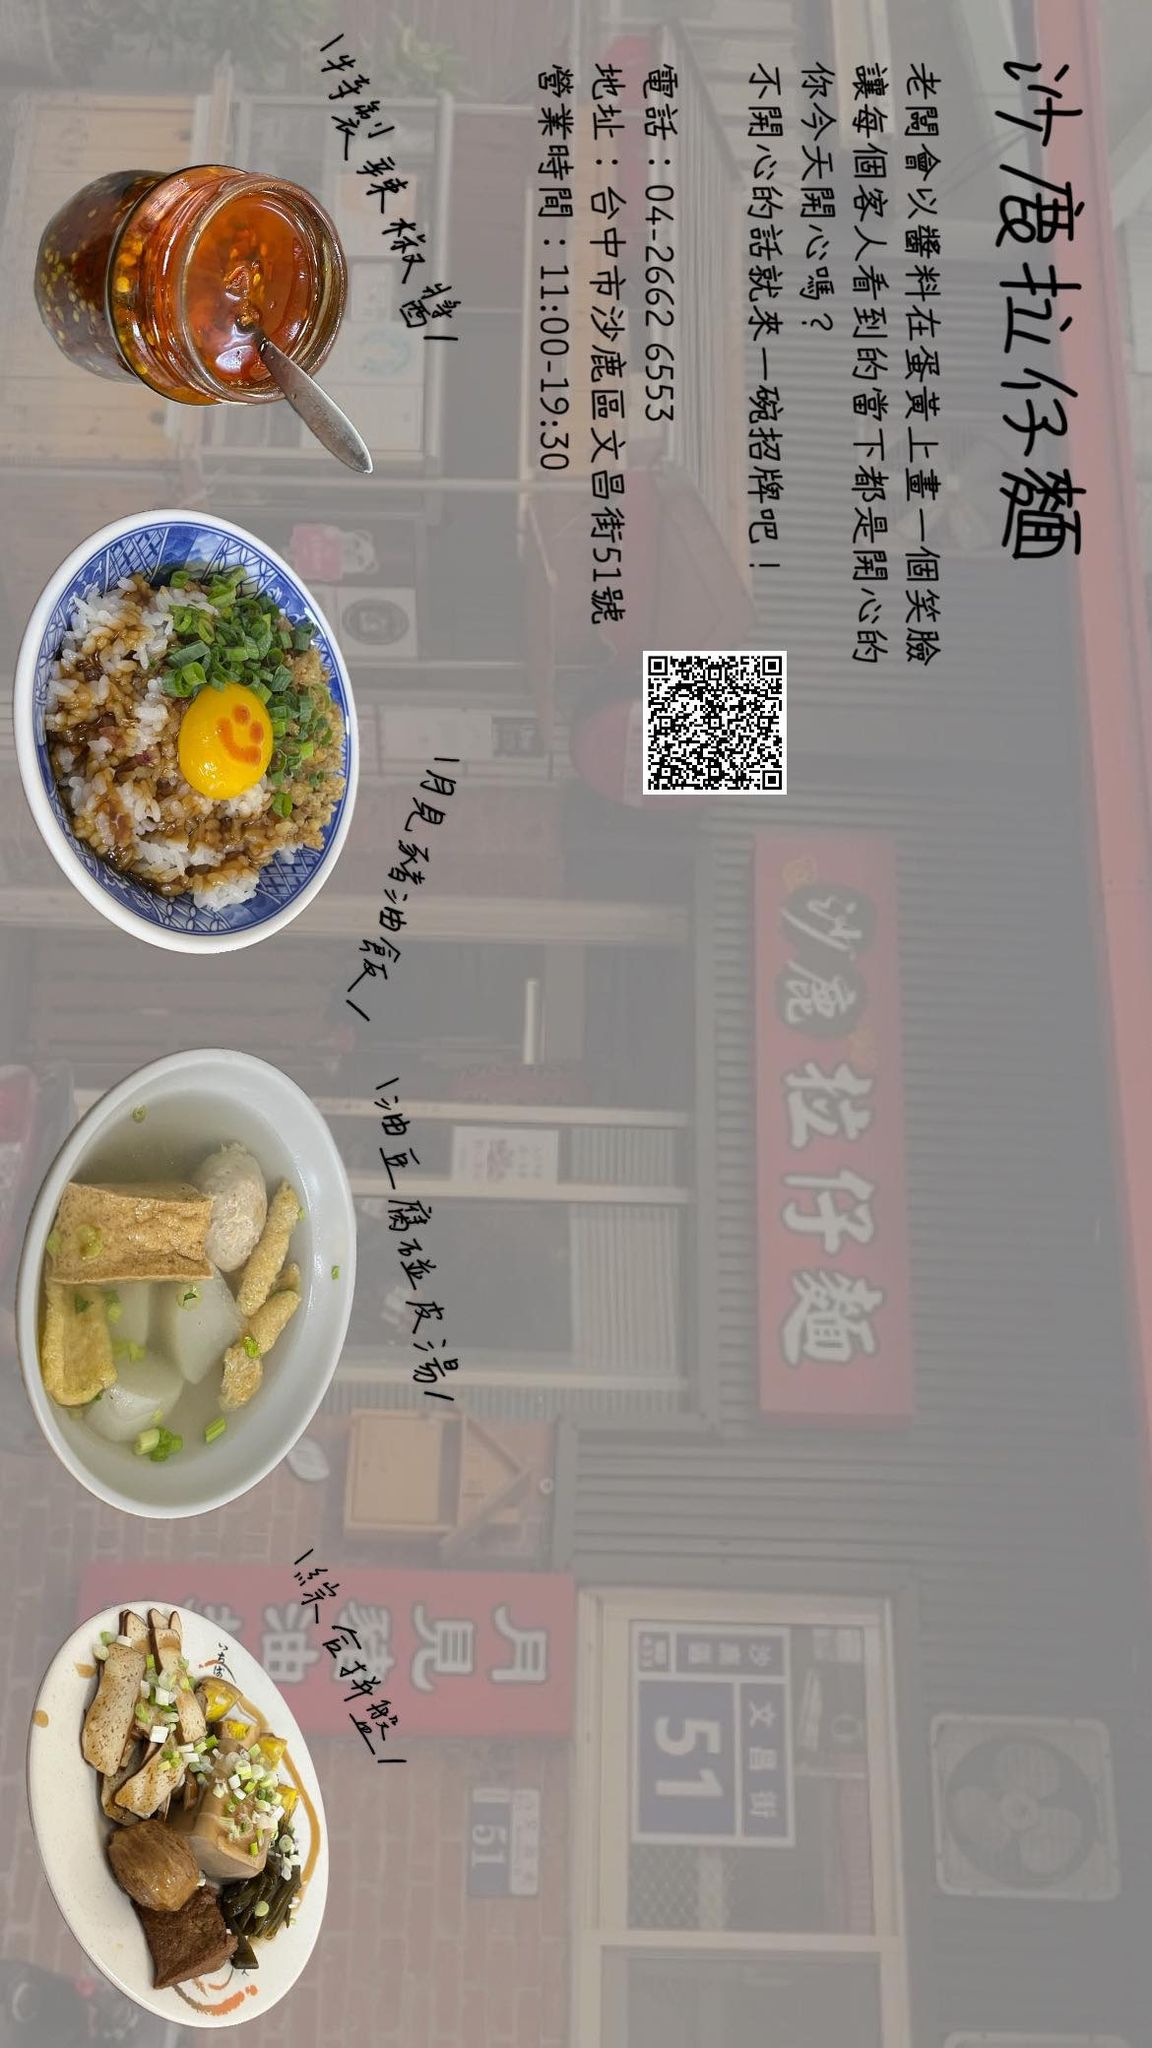 沙鹿拉仔麵
老闆會以醬料在蛋黃上畫一個笑臉
讓每個客人看到的當下都是開心的
你今天開心嗎？
不開心的話就來一碗招牌吧！
電話：04-2662 6553
地址：台中市沙鹿區文昌街51號
營業時間：11:00-19:30
沙鹿 拉仔麵
沙鹿區
文昌街
51
月見豬油
51
\特製辣椒醬/
\月見豬油飯/
\油豆腐碰皮湯/
\綜合拼盤/